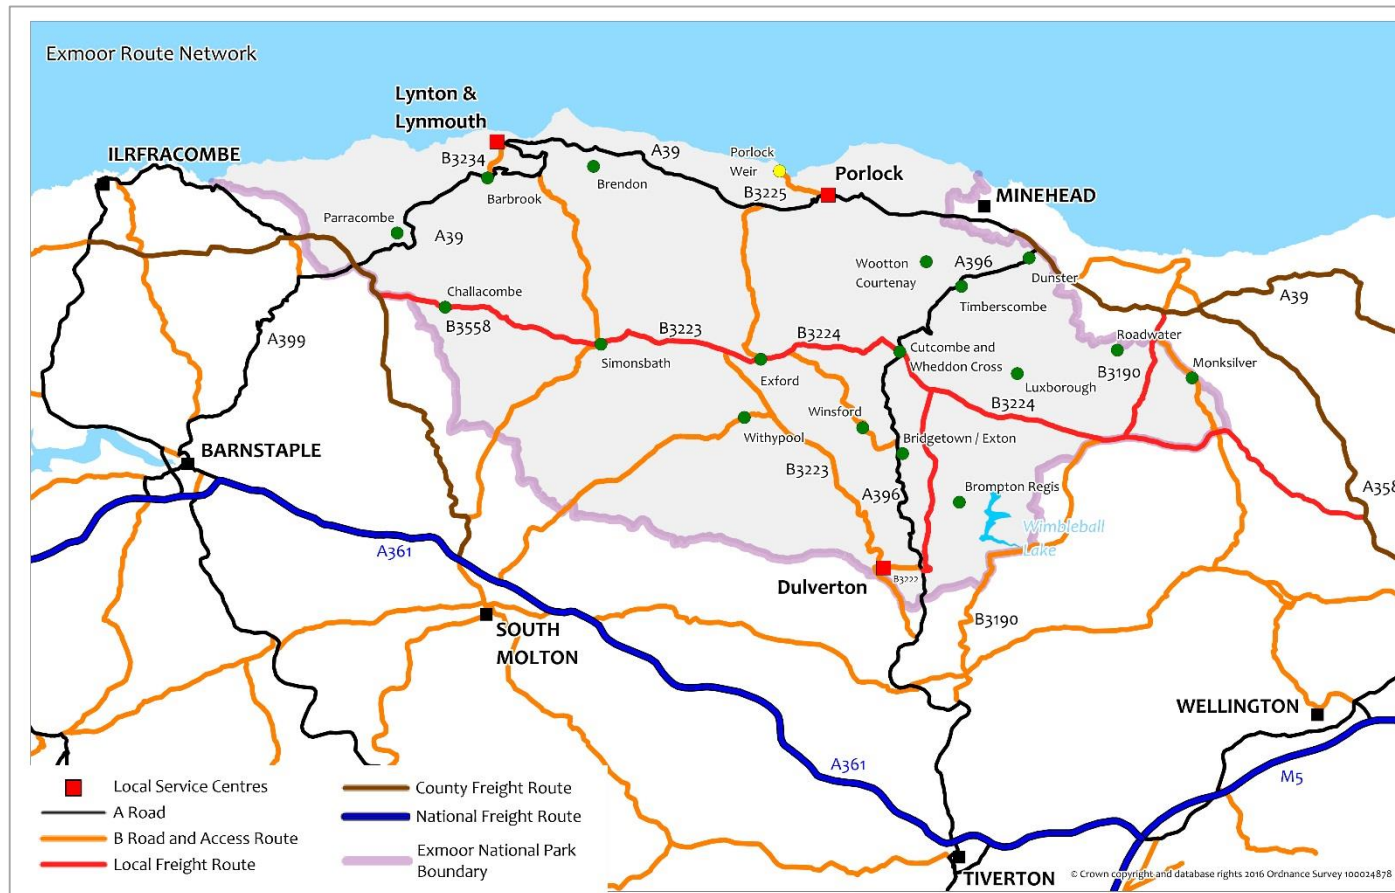 Exmoor Route Network
Lynton &
Lynmouth
ILRFRACOMBE
B3234
A39
Brendon
Porlock
Weir
Porlock
B3225
MINEHEAD
Barbrook
Parracombe
A39
Wootton
Courtenay
A396
Dunster
Timberscombe
A39
Challacombe
B3558
B3223
B3224
Roadwater
A399
Simonsbath
Exford
Cutcombe and
Wheddon Cross
B3190
Monksilver
Luxborough
B3224
Winsford
Withypool
Bridgetown / Exton
BARNSTAPLE
B3223
A396
Brompton Regis
A358
Wimbleball
Lake
A361
Dulverton
B3222
SOUTH
MOLTON
B3190
WELLINGTON
A361
M5
TIVERTON
Local Service Centres
A Road
B Road and Access Route
Local Freight Route
County Freight Route
National Freight Route
Exmoor National Park
Boundary
© Crown copyright and database rights 2016 Ordnance Survey 100024878